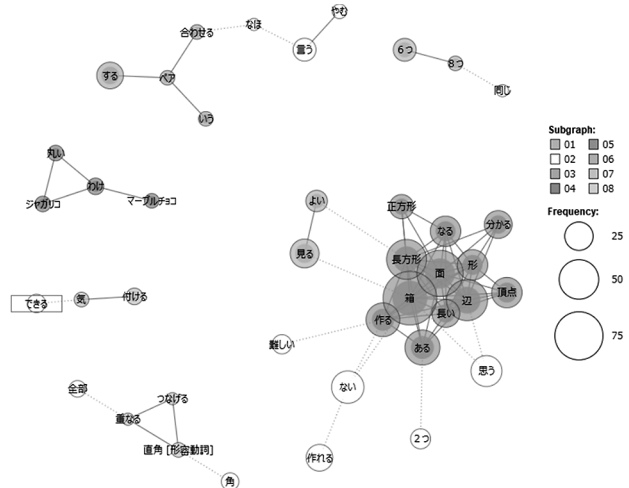 やむ
なほ
合わせる
言う
6つ
8つ
同じ
する
ペア
いう
丸い
わけ
ジャガリコ
マーブルチョコ
Subgraph:
01 05
02 06
03 07
04 08
Frequency:
25
50
75
よい
正方形
なる
分かる
見る
長方形
面
形
箱
辺
頂点
作る
長い
ある
難しい
思う
ない
2つ
作れる
できる
気
付ける
全部
つなげる
重なる
直角 [形容動詞]
角